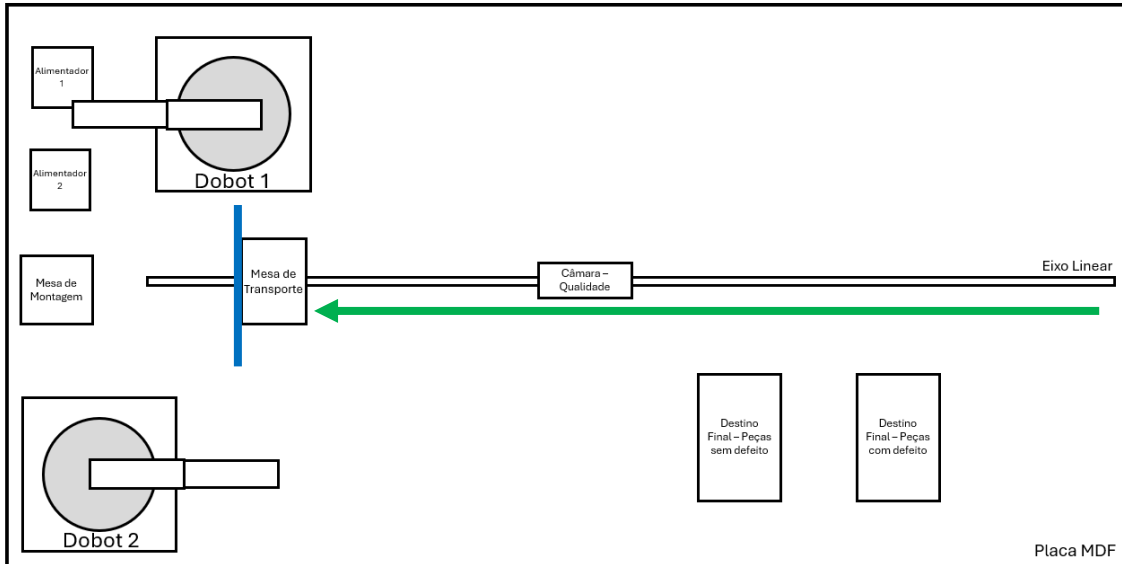 Alimentador
1
Dobot 1
Alimentador
2
Mesa de
Montagem
Mesa de
Transporte
Câmara –
Qualidade
Eixo Linear
Destino
Final – Peças
sem defeito
Destino
Final – Peças
com defeito
Dobot 2
Placa MDF